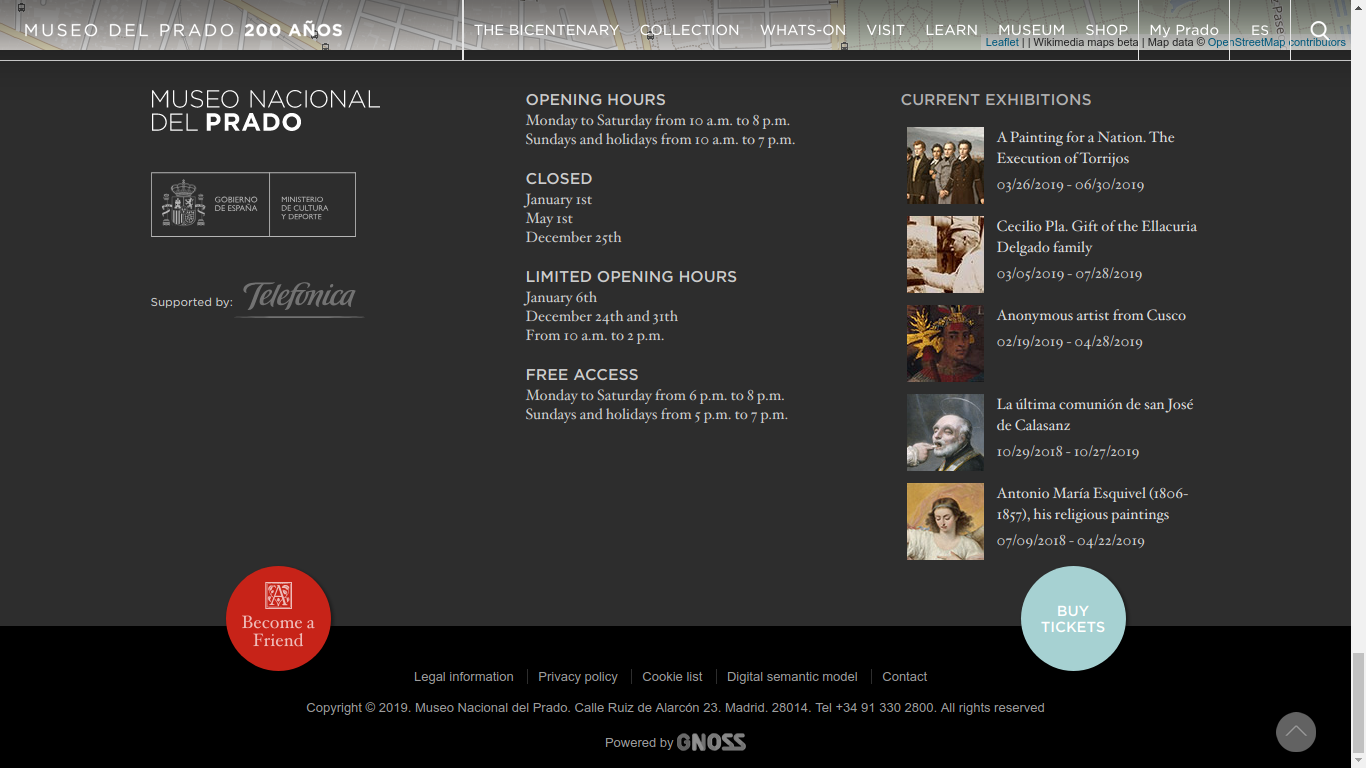 MUSEO DEL PRADO 200 AÑOS
THE BICENTENARY COLLECTION WHATS-ON VISIT LEARN MUSEUM SHOP My Prado ES
Leaflet | | Wikimedia maps beta | Map data © OpenStreetMap contributors
MUSEO NACIONAL
DEL PRADO
GOBIERNO
DE ESPAÑA
MINISTERIO
DE CULTURA
Y DEPORTE
Supported by: Telefónica
OPENING HOURS
Monday to Saturday from 10 a.m. to 8 p.m.
Sundays and holidays from 10 a.m. to 7 p.m.
CLOSED
January 1st
May 1st
December 25th
LIMITED OPENING HOURS
January 6th
December 24th and 31th
From 10 a.m. to 2 p.m.
FREE ACCESS
Monday to Saturday from 6 p.m. to 8 p.m.
Sundays and holidays from 5 p.m. to 7 p.m.
CURRENT EXHIBITIONS
A Painting for a Nation. The
Execution of Torrijos
03/26/2019 - 06/30/2019
Cecilio Pla. Gift of the Ellacuria
Delgado family
03/05/2019 - 07/28/2019
Anonymous artist from Cusco
02/19/2019 - 04/28/2019
La última comunión de san José
de Calasanz
10/29/2018 - 10/27/2019
Antonio María Esquivel (1806-
1857), his religious paintings
07/09/2018 - 04/22/2019
A
Become a
Friend
BUY
TICKETS
Legal information Privacy policy Cookie list Digital semantic model Contact
Copyright © 2019. Museo Nacional del Prado. Calle Ruiz de Alarcón 23. Madrid. 28014. Tel +34 91 330 2800. All rights reserved
Powered by GNOSS